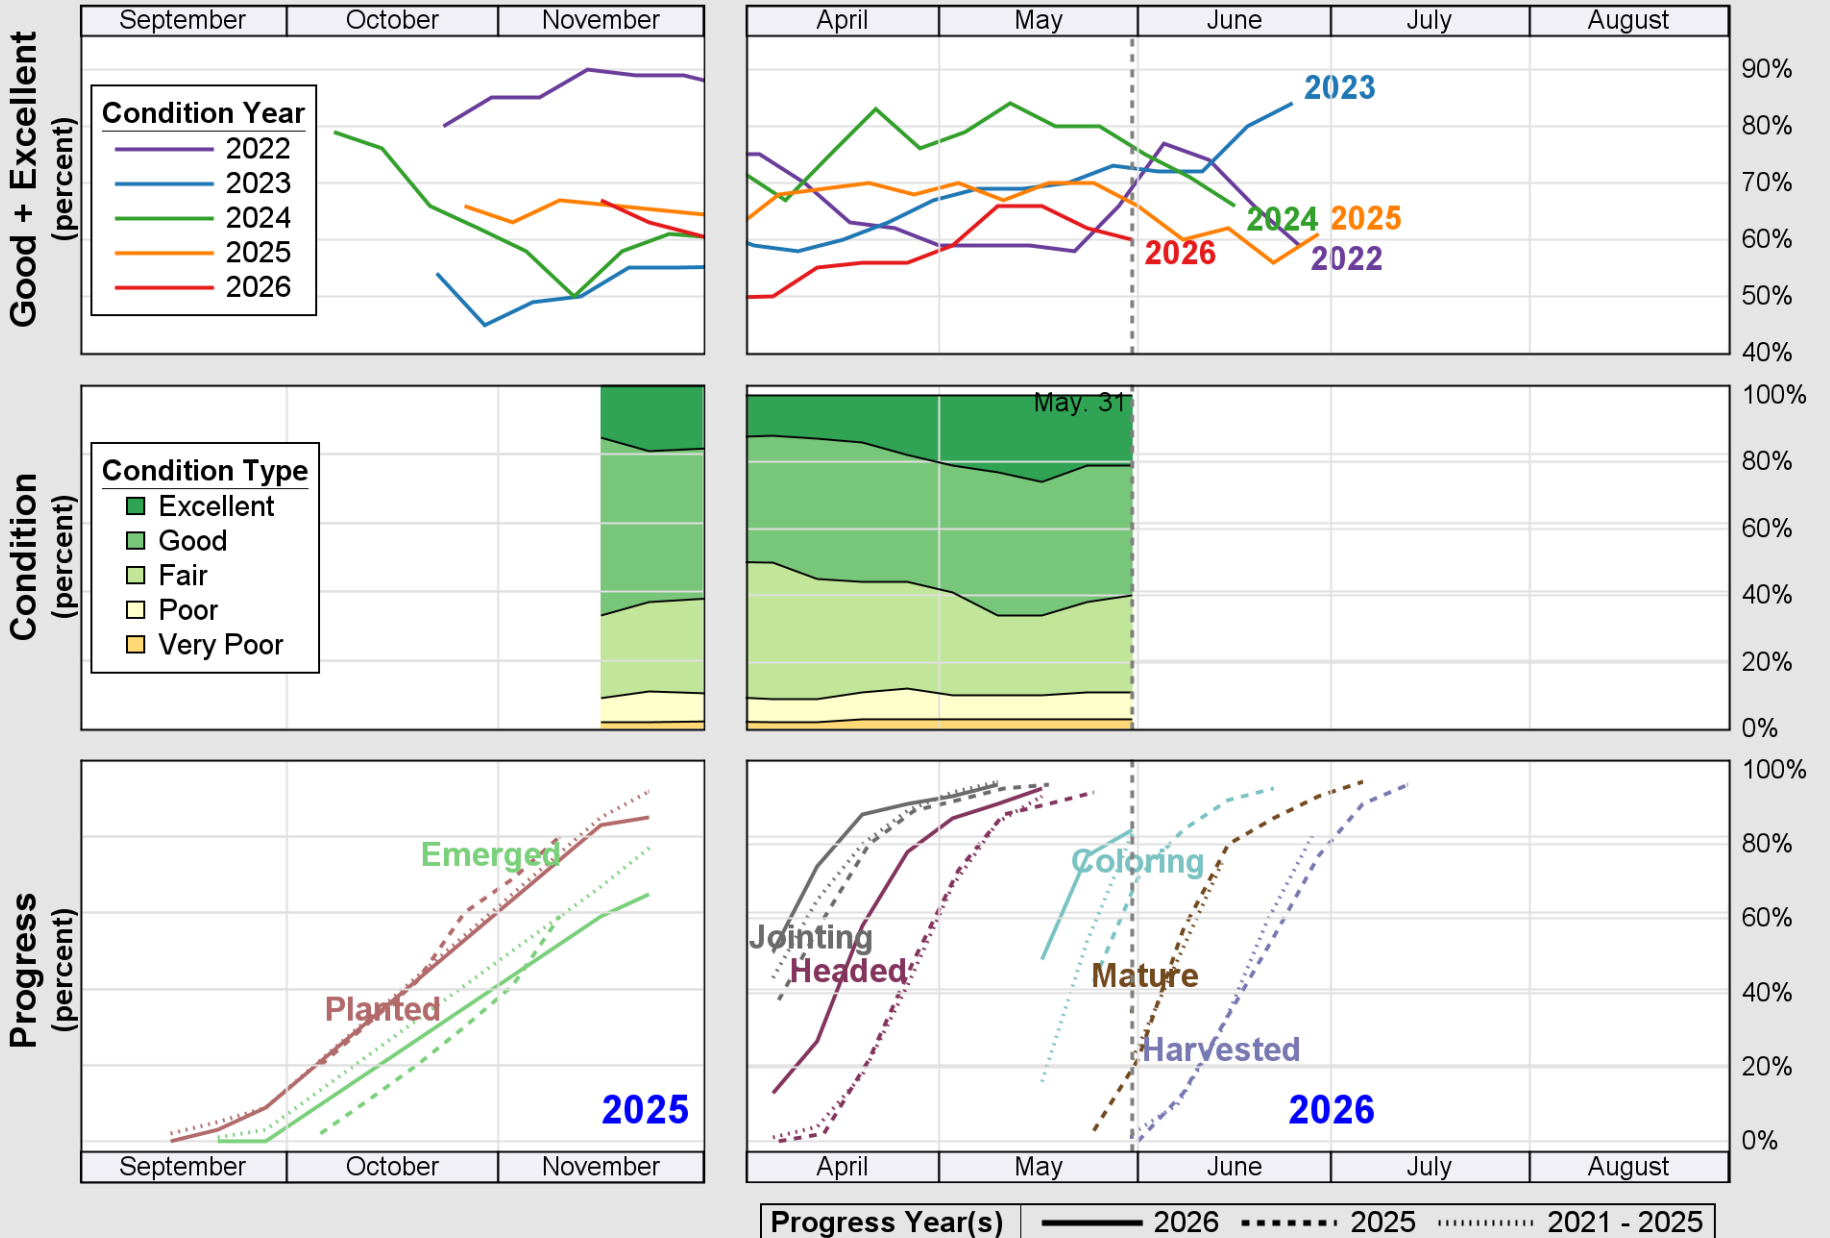 September October November April May June July August
Good + Excellent
(percent)
Condition Year
2022
2023
2024
2025
2026
2023
2024
2025
2026
2022
90%
80%
70%
60%
50%
40%
Condition
(percent)
Condition Type
Excellent
Good
Fair
Poor
Very Poor
May. 31
100%
80%
60%
40%
20%
0%
Progress
(percent)
Emerged
Planted
2025
Jointing
Headed
Coloring
Mature
Harvested
2026
100%
80%
60%
40%
20%
0%
September October November April May June July August
Progress Year(s) 2026 2025 2021 - 2025